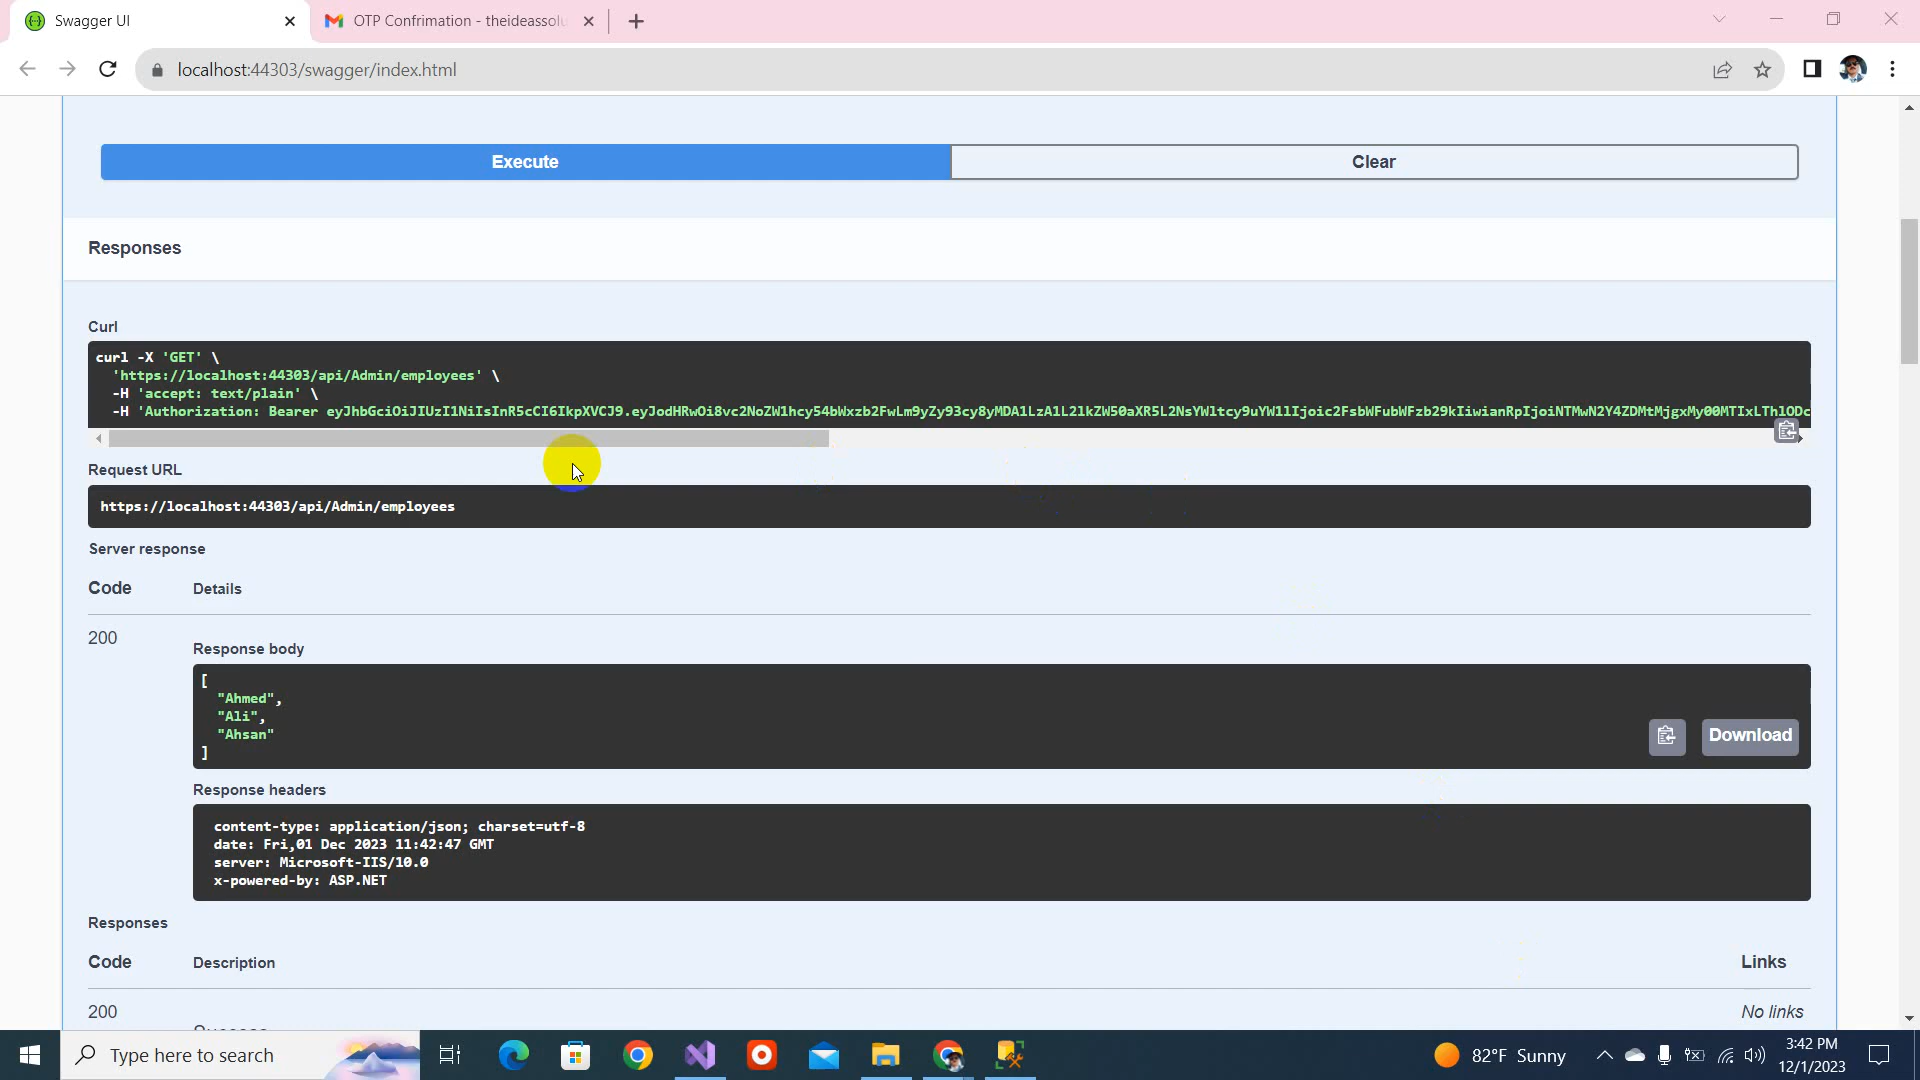 Swagger UI
OTP Confrimation - theideassolu
localhost:44303/swagger/index.html
Execute
Clear
Responses
Curl
curl -X 'GET' \
'https://localhost:44303/api/Admin/employees' \
-H 'accept: text/plain' \
-H 'Authorization: Bearer
Request URL
https://localhost:44303/api/Admin/employees
Server response
Code Details
200
Response body
[
"Ahmed",
"Ali",
"Ahsan"
]
Download
Response headers
content-type: application/json; charset=utf-8
date: Fri,01 Dec 2023 11:42:47 GMT
server: Microsoft-IIS/10.0
x-powered-by: ASP.NET
Responses
Code Description Links
200 No links
Type here to search
82°F Sunny
3:42 PM
12/1/2023